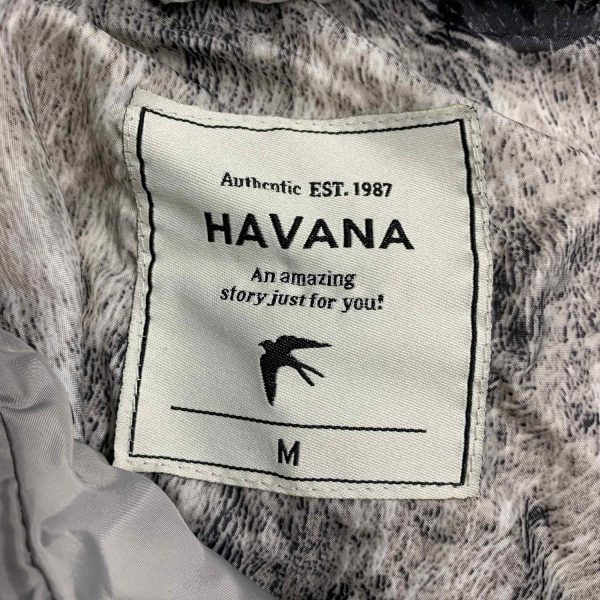 Authentic EST. 1987
HAVANA
An amazing
story just for you!
M